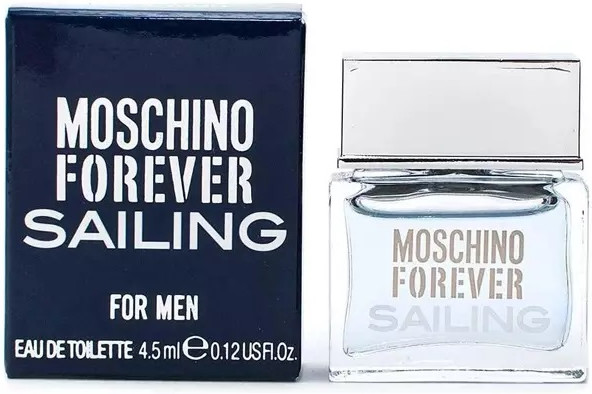 MOSCHINO
FOREVER
SAILING
FOR MEN
EAU DE TOILETTE 4.5 ml ℮ 0.12 US Fl.Oz.
MOSCHINO
FOREVER
SAILING